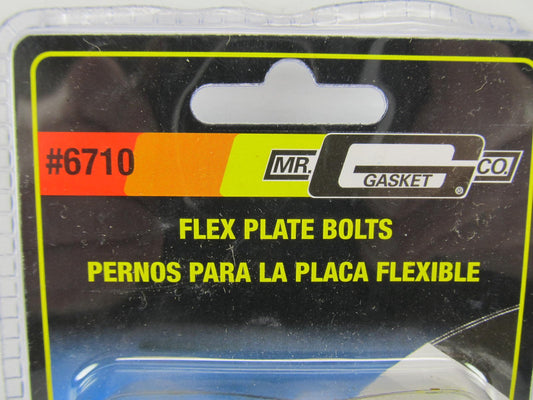 #6710 MR. GASKET CO.
®
FLEX PLATE BOLTS
PERNOS PARA LA PLACA FLEXIBLE